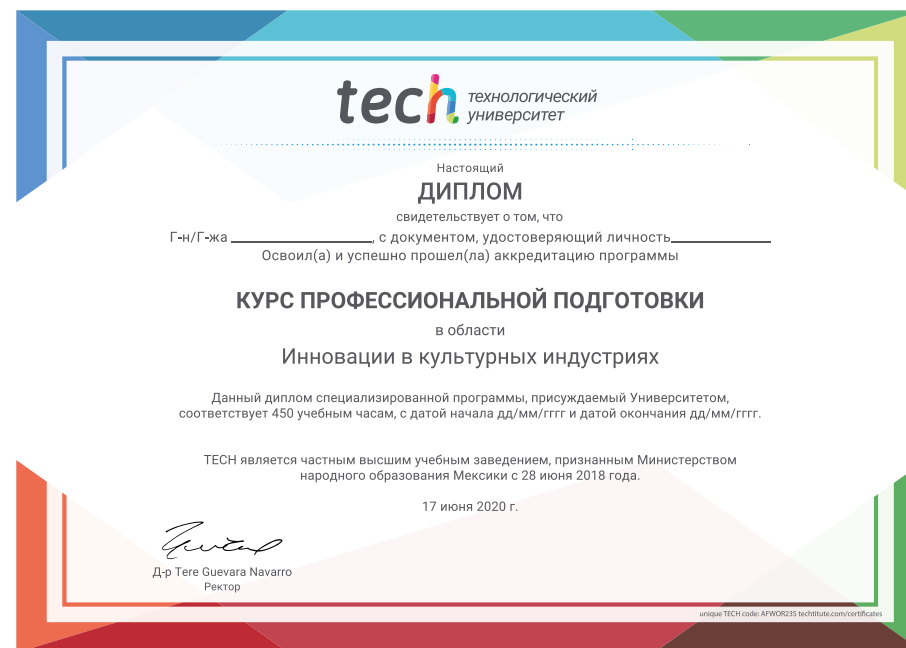 tech технологический университет
Настоящий
ДИПЛОМ
свидетельствует о том, что
Г-н/Г-жа ____________________, с документом, удостоверяющий личность______________
Освоил(а) и успешно прошел(ла) аккредитацию программы
КУРС ПРОФЕССИОНАЛЬНОЙ ПОДГОТОВКИ
в области
Инновации в культурных индустриях
Данный диплом специализированной программы, присуждаемый Университетом,
соответствует 450 учебным часам, с датой начала дд/мм/гггг и датой окончания дд/мм/гггг.
TECH является частным высшим учебным заведением, признанным Министерством
народного образования Мексики с 28 июня 2018 года.
17 июня 2020 г.
Д-р Tere Guevara Navarro
Ректор
unique TECH code: AFWOR23S techtitute.com/certificates